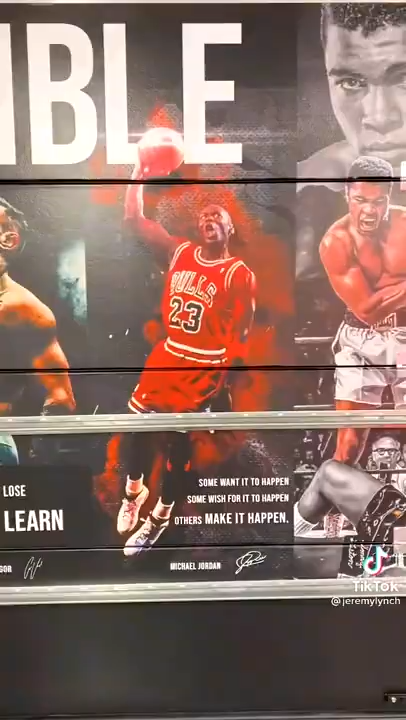 IBLE
BULLS
23
LOSE
LEARN
SOME WANT IT TO HAPPEN
SOME WISH FOR IT TO HAPPEN
OTHERS MAKE IT HAPPEN.
GOR
MICHAEL JORDAN
TikTok
@jeremylynch